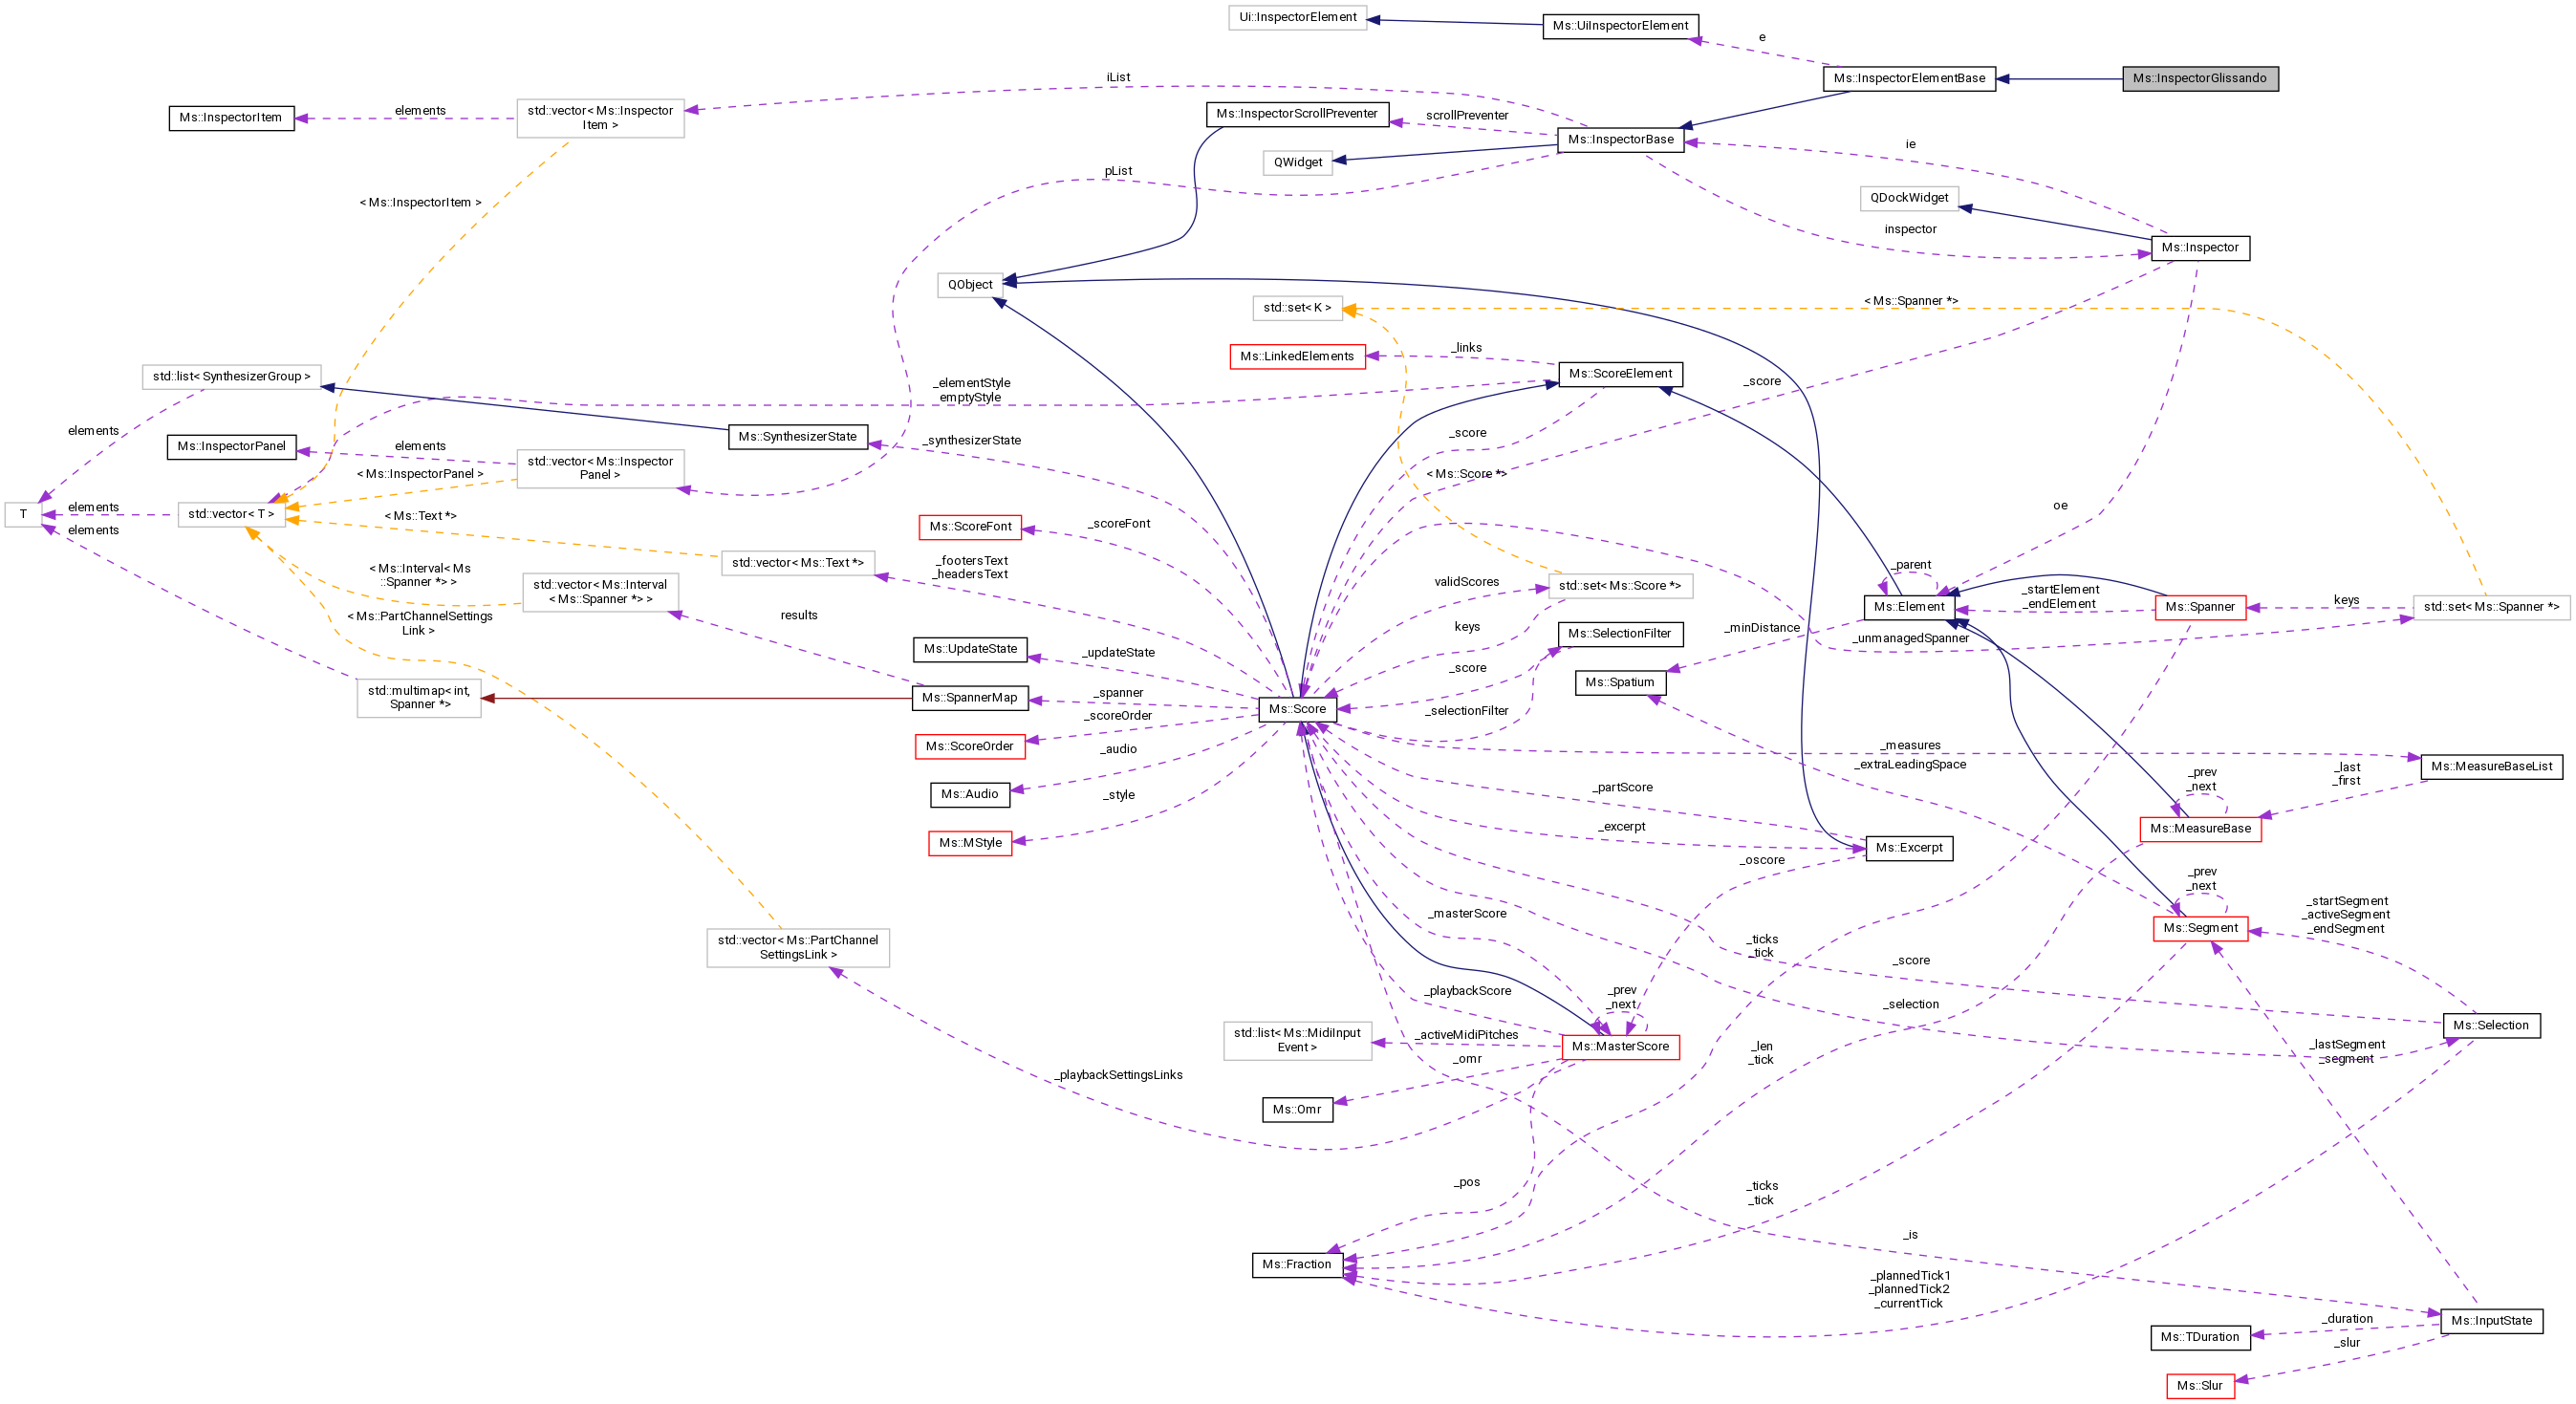 Ui::InspectorElement
Ms::UiInspectorElement
e
iList
Ms::InspectorElementBase
Ms::InspectorGlissando
Ms::InspectorItem
elements
std::vector< Ms::Inspector
Item >
Ms::InspectorScrollPreventer
scrollPreventer
Ms::InspectorBase
ie
QWidget
pList
QDockWidget
< Ms::InspectorItem >
inspector
Ms::Inspector
QObject
std::set< K >
< Ms::Spanner *>
_links
Ms::LinkedElements
Ms::ScoreElement
_score
std::list< SynthesizerGroup >
_elementStyle
emptyStyle
elements
Ms::SynthesizerState
_synthesizerState
_score
Ms::InspectorPanel
elements
std::vector< Ms::Inspector
Panel >
< Ms::InspectorPanel >
< Ms::Score *>
T
elements
std::vector< T >
< Ms::Text *>
Ms::ScoreFont
_scoreFont
oe
elements
std::vector< Ms::Text *>
_footersText
_headersText
_parent
< Ms::Interval< Ms
::Spanner *> >
std::vector< Ms::Interval
< Ms::Spanner *> >
validScores
std::set< Ms::Score *>
Ms::Element
_startElement
_endElement
Ms::Spanner
keys
std::set< Ms::Spanner *>
< Ms::PartChannelSettings
Link >
results
keys
Ms::SelectionFilter
_minDistance
_unmanagedSpanner
Ms::UpdateState
_updateState
_score
Ms::Spatium
std::multimap< int,
Spanner *>
Ms::SpannerMap
_spanner
Ms::Score
_selectionFilter
_scoreOrder
Ms::ScoreOrder
_audio
_measures
_extraLeadingSpace
Ms::MeasureBaseList
_last
_first
_prev
_next
Ms::Audio
_style
_partScore
Ms::MeasureBase
Ms::MStyle
_excerpt
Ms::Excerpt
_oscore
_prev
_next
_startSegment
_activeSegment
_endSegment
_masterScore
Ms::Segment
std::vector< Ms::PartChannel
SettingsLink >
_ticks
_tick
_score
_playbackScore
_prev
_next
_selection
Ms::Selection
std::list< Ms::MidiInput
Event >
_activeMidiPitches
Ms::MasterScore
_len
_tick
_lastSegment
_segment
_omr
_playbackSettingsLinks
Ms::Omr
_pos
_ticks
_tick
_is
Ms::Fraction
_plannedTick1
_plannedTick2
_currentTick
Ms::InputState
_duration
Ms::TDuration
_slur
Ms::Slur